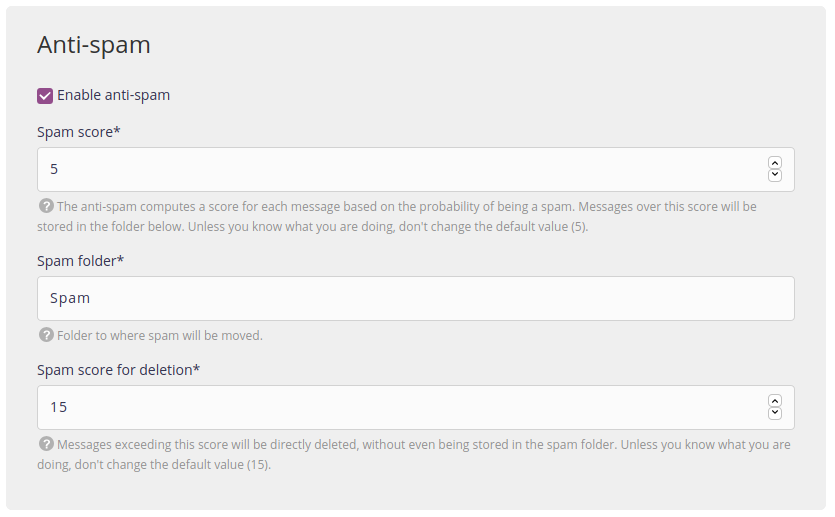 Anti-spam
Enable anti-spam
Spam score*
5
The anti-spam computes a score for each message based on the probability of being a spam. Messages over this score will be
stored in the folder below. Unless you know what you are doing, don't change the default value (5).
Spam folder*
Spam
Folder to where spam will be moved.
Spam score for deletion*
15
Messages exceeding this score will be directly deleted, without even being stored in the spam folder. Unless you know what you are
doing, don't change the default value (15).